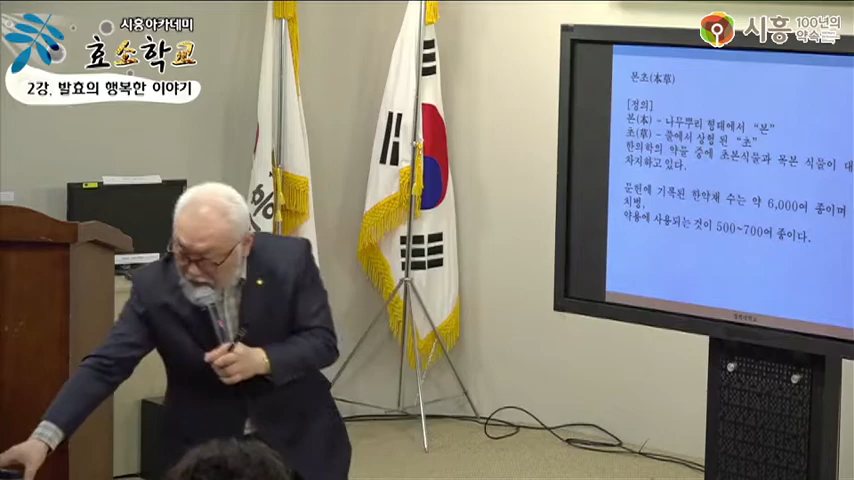 시흥아카데미
효소학교
2강. 발효의 행복한 이야기
시흥 100년의
약속
본초(本草)
[정의]
본(本) - 나무뿌리 형태에서 "본"
초(草) - 풀에서 상형 된 "초"
한의학의 약물 중에 초본식물과 목본 식물이 대
차지하고 있다.
문헌에 기록된 한약재 수는 약 6,000여 종이며
치병,
약용에 사용되는 것이 500~700여 종이다.